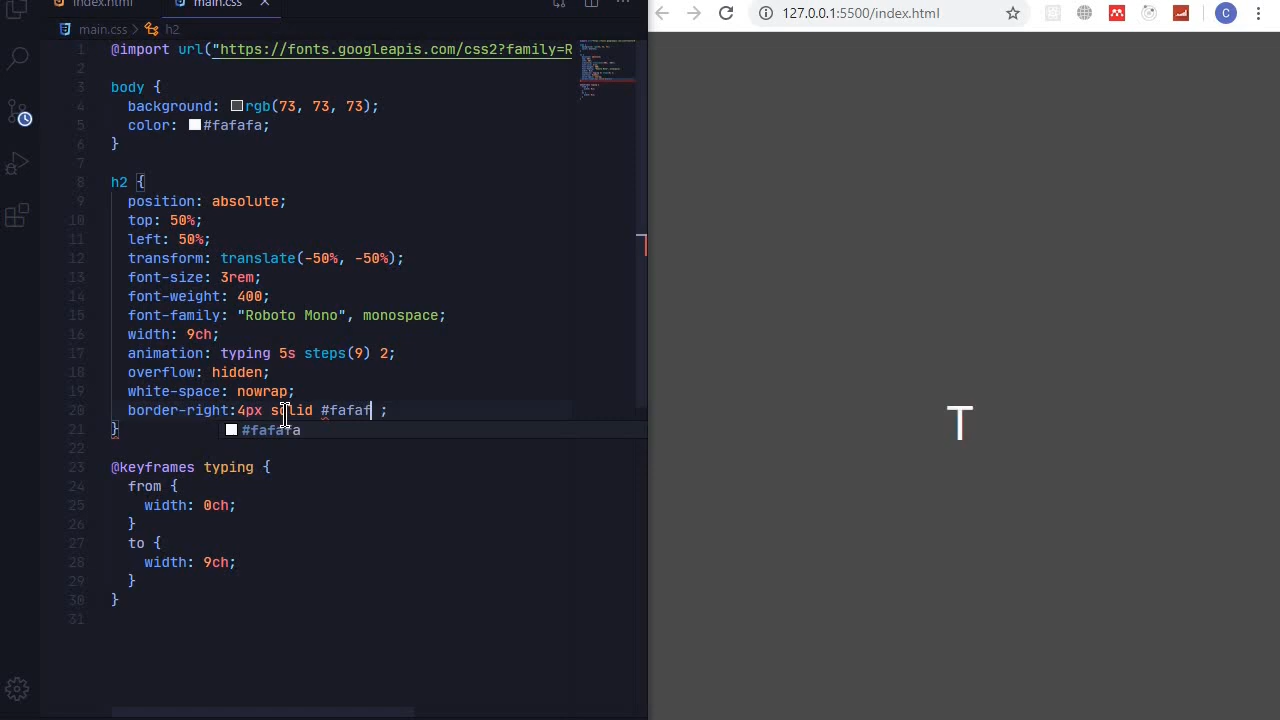 index.html
main.css
main.css > h2
1 @import url("https://fonts.googleapis.com/css2?family=R
2
3 body {
4 background: rgb(73, 73, 73);
5 color: #fafafa;
6 }
7
8 h2 {
9 position: absolute;
10 top: 50%;
11 left: 50%;
12 transform: translate(-50%, -50%);
13 font-size: 3rem;
14 font-weight: 400;
15 font-family: "Roboto Mono", monospace;
16 width: 9ch;
17 animation: typing 5s steps(9) 2;
18 overflow: hidden;
19 white-space: nowrap;
20 border-right:4px solid #fafaf ;
#fafafa
21 }
22
23 @keyframes typing {
24 from {
25 width: 0ch;
26 }
27 to {
28 width: 9ch;
29 }
30 }
31
127.0.0.1:5500/index.html
C
T